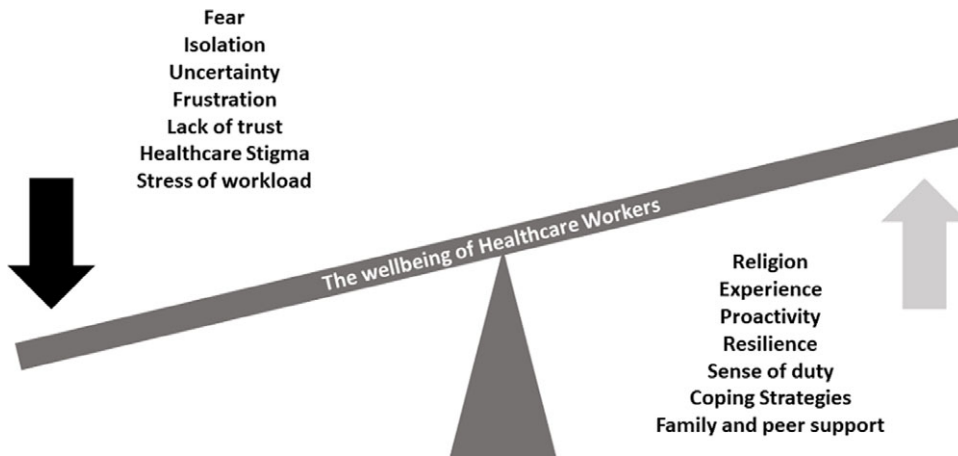 Fear
Isolation
Uncertainty
Frustration
Lack of trust
Healthcare Stigma
Stress of workload
The wellbeing of Healthcare Workers
Religion
Experience
Proactivity
Resilience
Sense of duty
Coping Strategies
Family and peer support